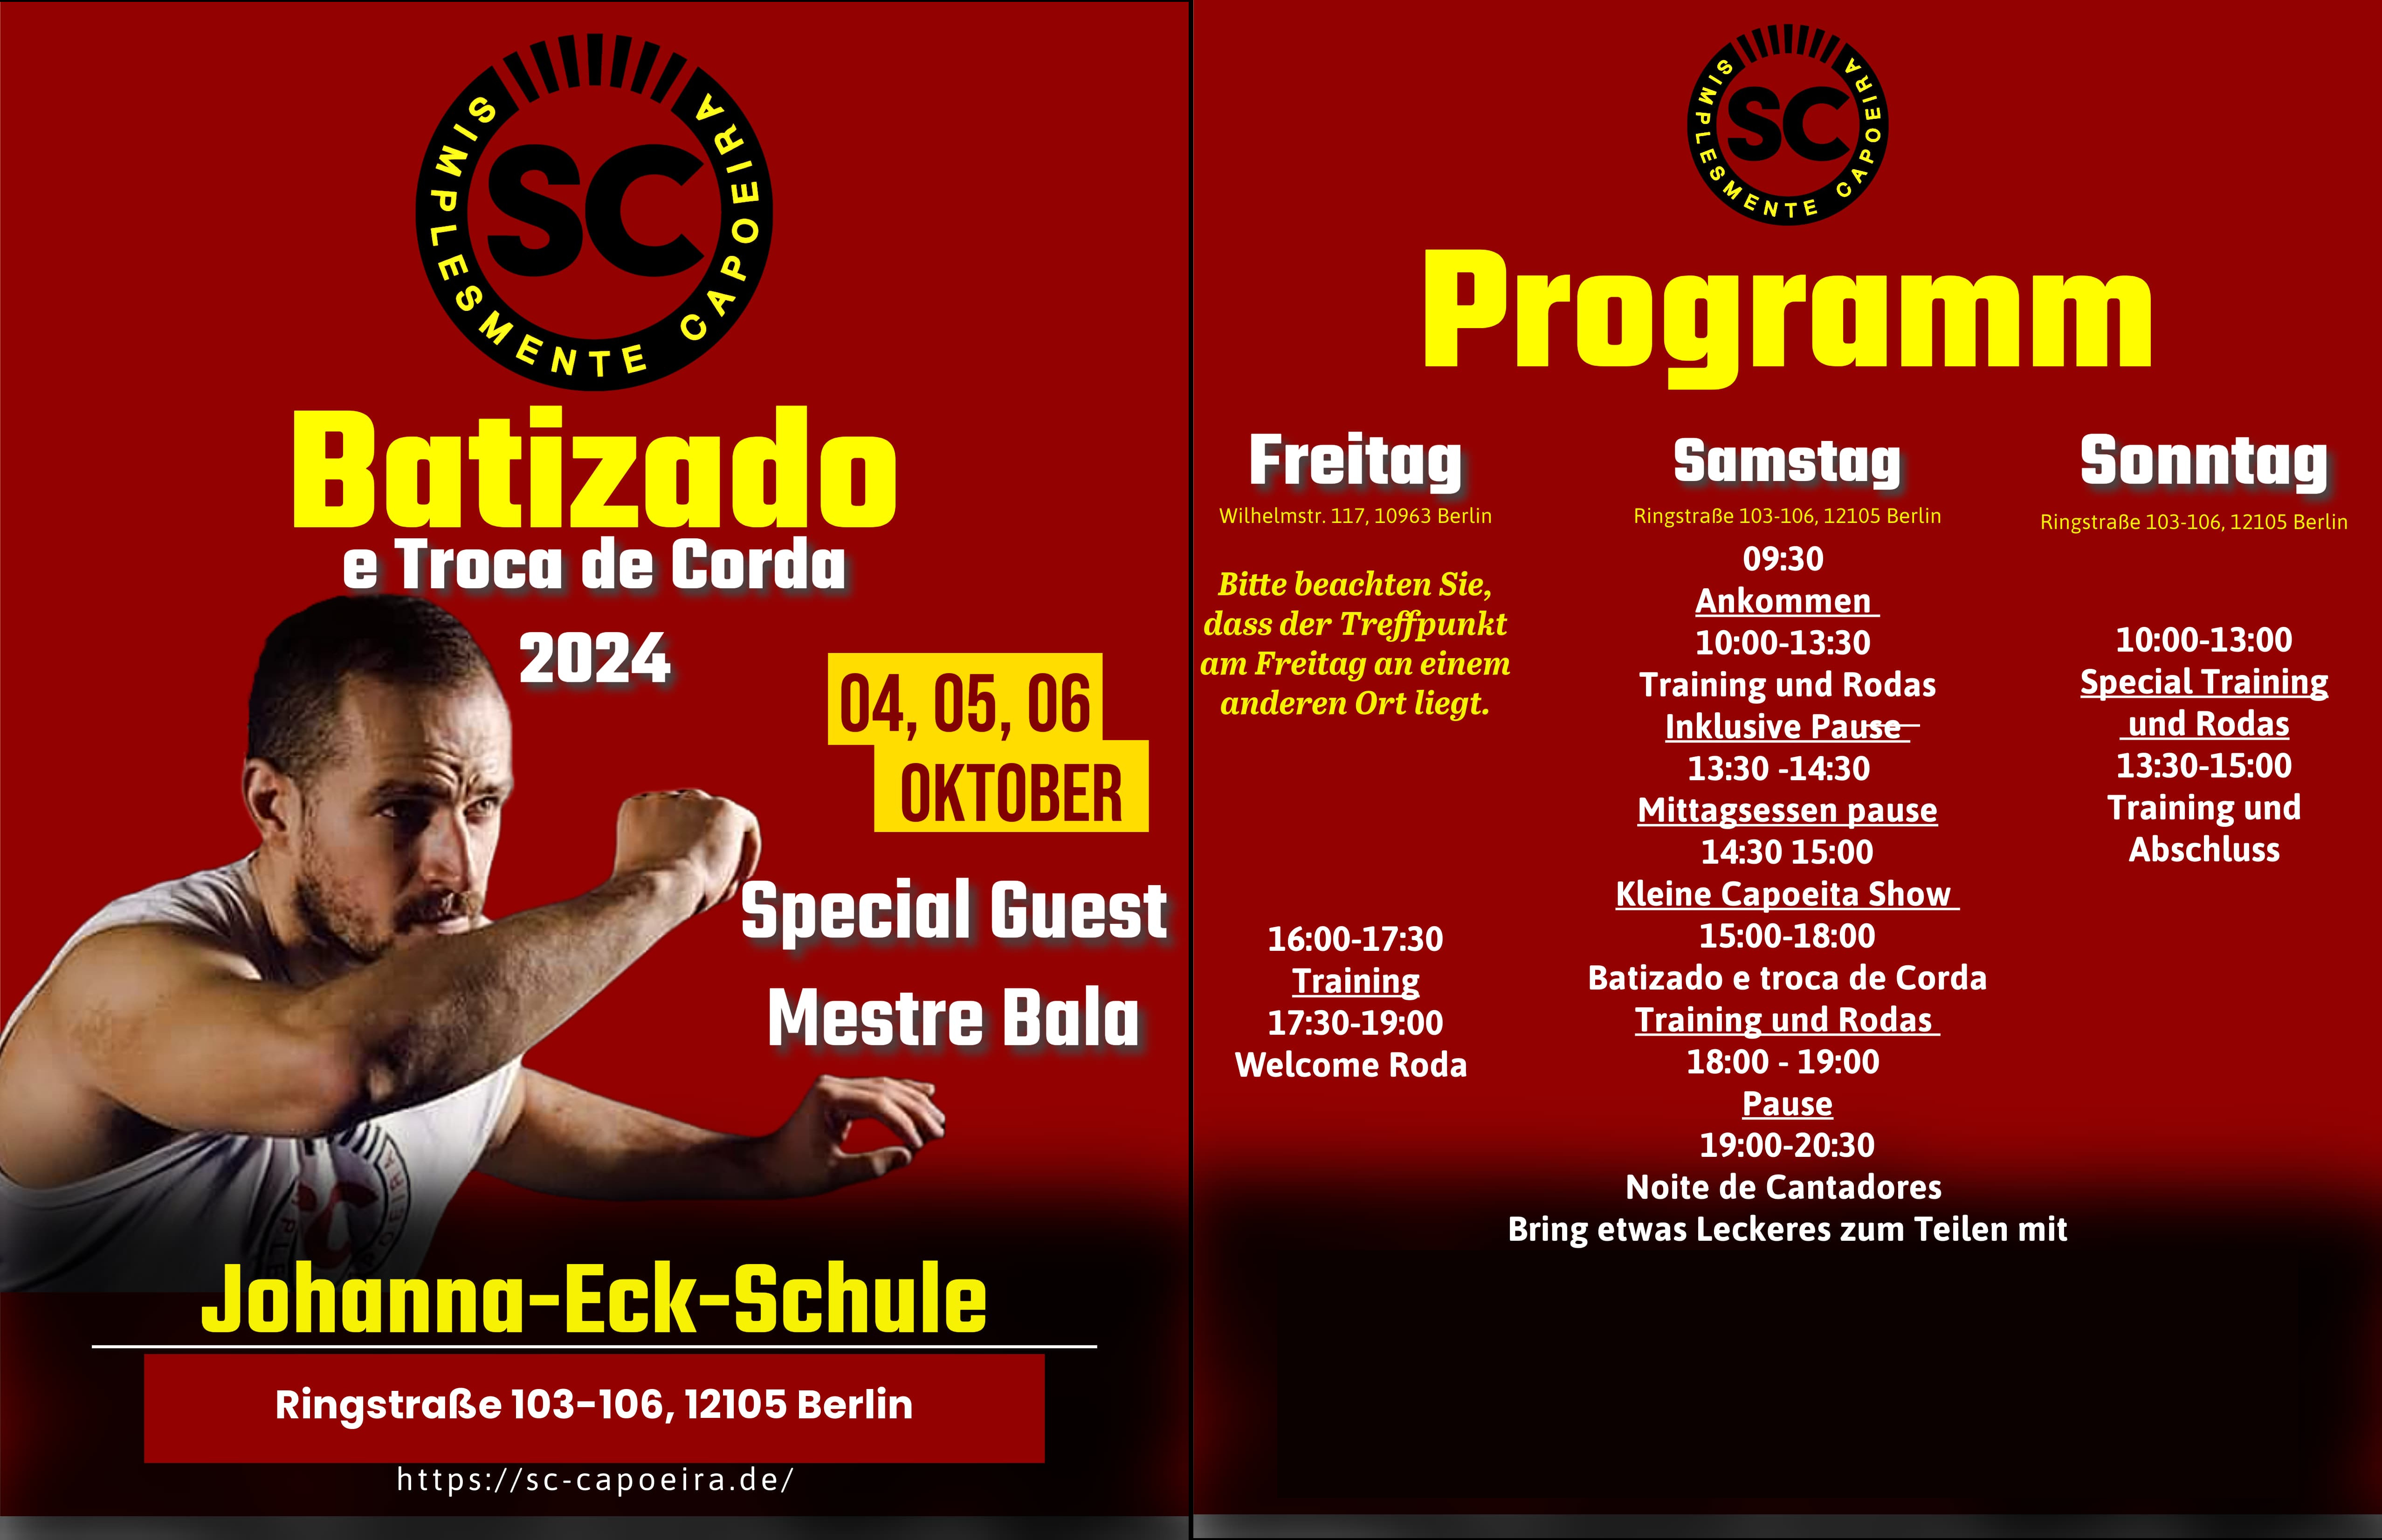 SIMPLESMENTE CAPOEIRA
SC
Batizado
e Troca de Corda
2024
04, 05, 06
OKTOBER
Special Guest
Mestre Bala
Johanna-Eck-Schule
Ringstraße 103-106, 12105 Berlin
https://sc-capoeira.de/
SIMPLESMENTE CAPOEIRA
SC
Programm
Freitag
Wilhelmstr. 117, 10963 Berlin
Bitte beachten Sie,
dass der Treffpunkt
am Freitag an einem
anderen Ort liegt.
16:00-17:30
Training
17:30-19:00
Welcome Roda
Samstag
Ringstraße 103-106, 12105 Berlin
09:30
Ankommen
10:00-13:30
Training und Rodas
Inklusive Pause
13:30 -14:30
Mittagsessen pause
14:30 15:00
Kleine Capoeita Show
15:00-18:00
Batizado e troca de Corda
Training und Rodas
18:00 - 19:00
Pause
19:00-20:30
Noite de Cantadores
Bring etwas Leckeres zum Teilen mit
Sonntag
Ringstraße 103-106, 12105 Berlin
10:00-13:00
Special Training
und Rodas
13:30-15:00
Training und
Abschluss